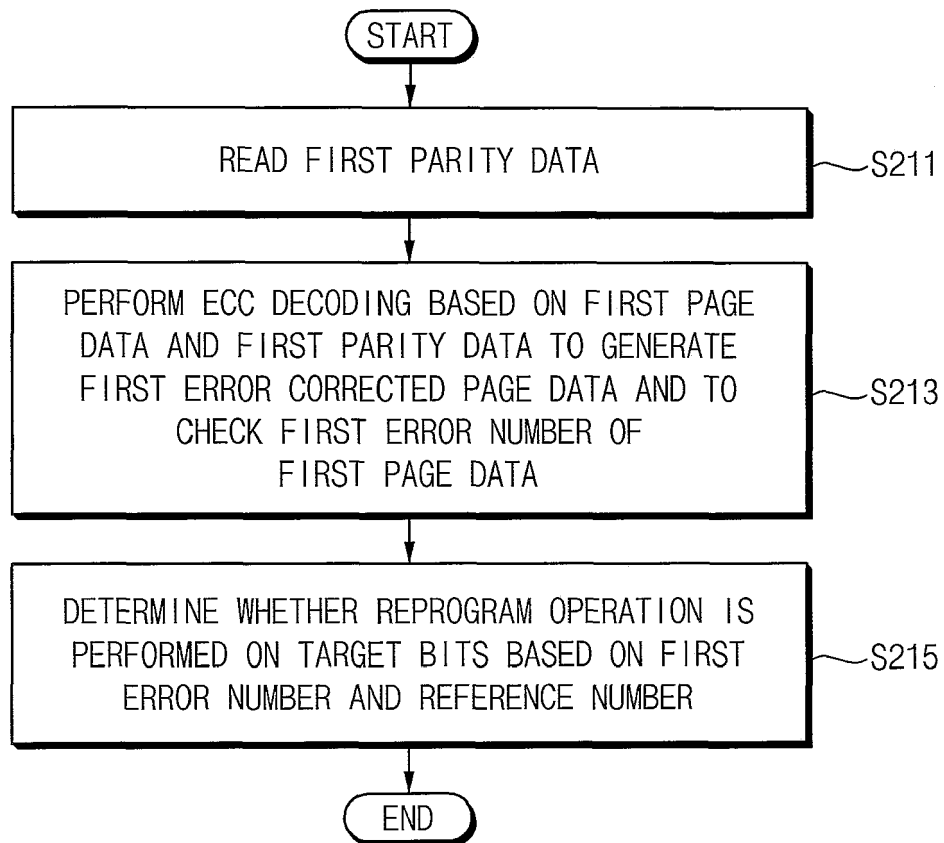 START
READ FIRST PARITY DATA
S211
PERFORM ECC DECODING BASED ON FIRST PAGE
DATA AND FIRST PARITY DATA TO GENERATE
FIRST ERROR CORRECTED PAGE DATA AND TO
CHECK FIRST ERROR NUMBER OF
FIRST PAGE DATA
S213
DETERMINE WHETHER REPROGRAM OPERATION IS
PERFORMED ON TARGET BITS BASED ON FIRST
ERROR NUMBER AND REFERENCE NUMBER
S215
END